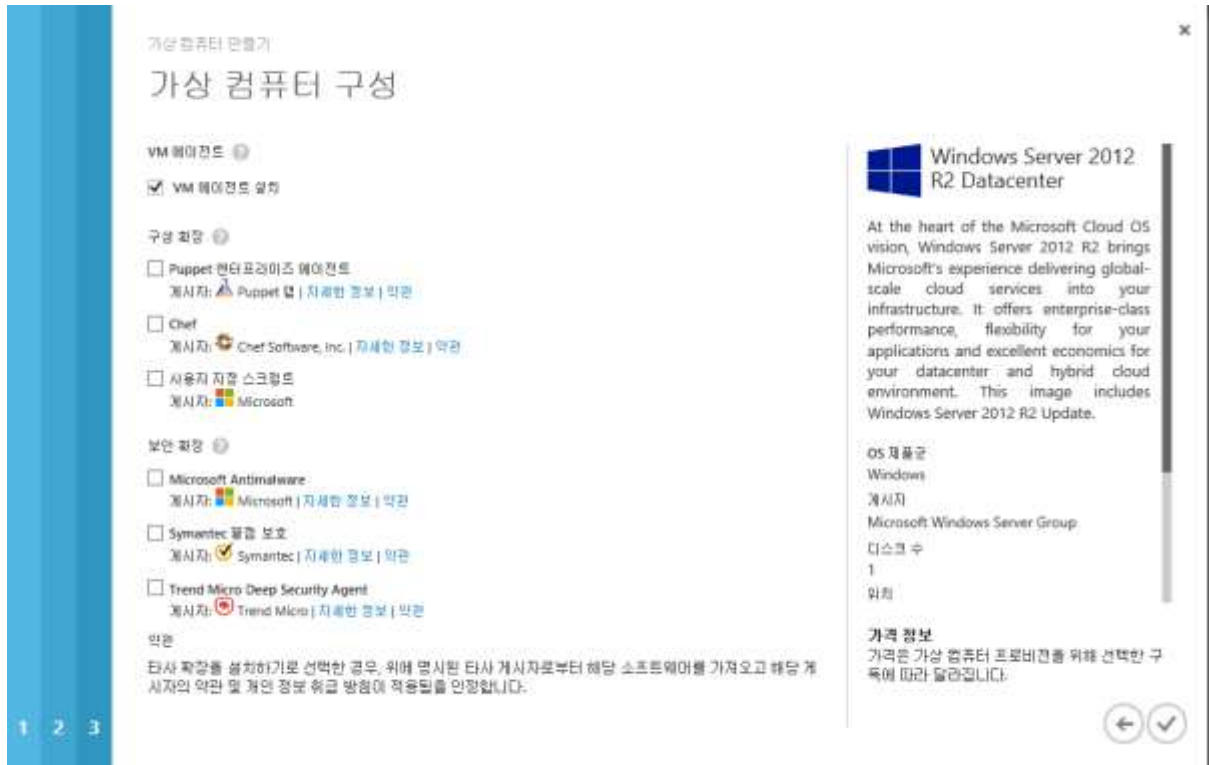 가상 컴퓨터 만들기
가상 컴퓨터 구성
VM 에이전트
VM 에이전트 설치
구성 확장
Puppet 엔터프라이즈 에이전트
게시자: Puppet 랩 | 자세한 정보 | 약관
Chef
게시자: Chef Software, Inc. | 자세한 정보 | 약관
사용자 지정 스크립트
게시자: Microsoft
보안 확장
Microsoft Antimalware
게시자: Microsoft | 자세한 정보 | 약관
Symantec 끝점 보호
게시자: Symantec | 자세한 정보 | 약관
Trend Micro Deep Security Agent
게시자: Trend Micro | 자세한 정보 | 약관
약관
타사 확장을 설치하기로 선택한 경우, 위에 명시된 타사 게시자로부터 해당 소프트웨어를 가져오고 해당 게
시자의 약관 및 개인 정보 취급 방침이 적용됨을 인정합니다.
Windows Server 2012
R2 Datacenter
At the heart of the Microsoft Cloud OS
vision, Windows Server 2012 R2 brings
Microsoft's experience delivering global-
scale cloud services into your
infrastructure. It offers enterprise-class
performance, flexibility for your
applications and excellent economics for
your datacenter and hybrid cloud
environment. This image includes
Windows Server 2012 R2 Update.
OS 제품군
Windows
게시자
Microsoft Windows Server Group
디스크 수
1
위치
가격 정보
가격은 가상 컴퓨터 프로비전을 위해 선택한 구
독에 따라 달라집니다.
1 2 3